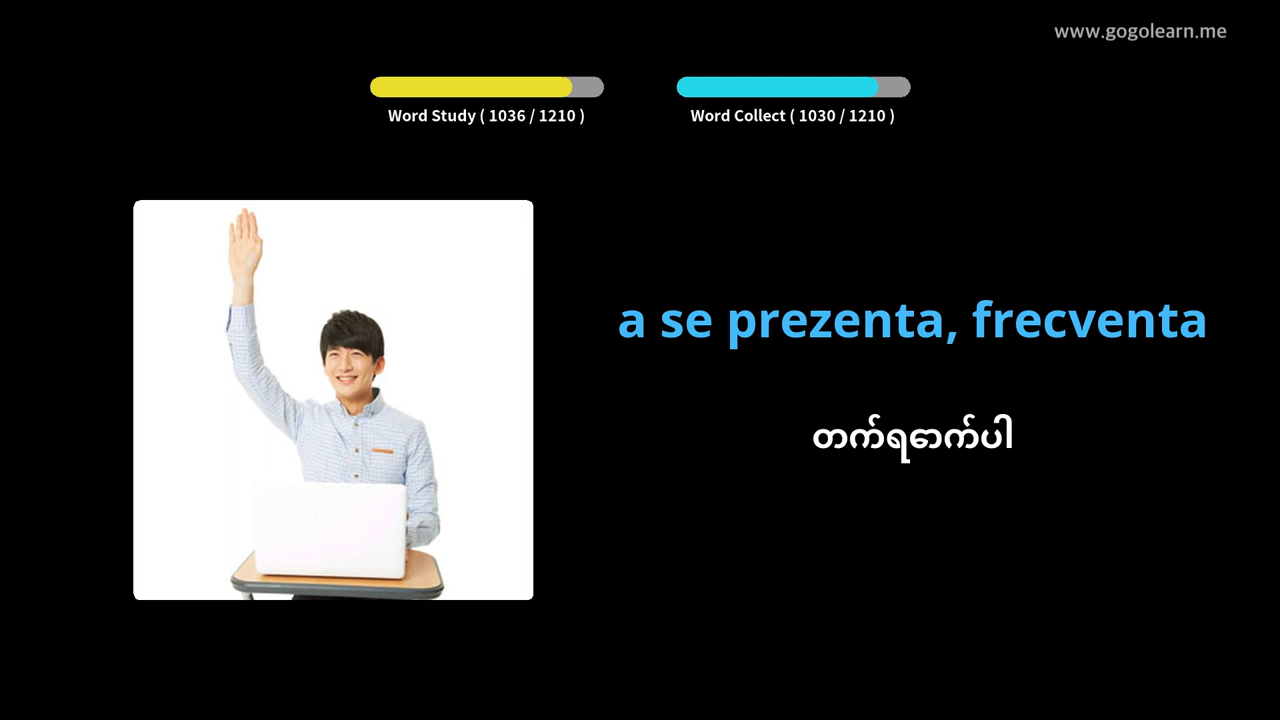 www.gogolearn.me
Word Study ( 1036 / 1210 )
Word Collect ( 1030 / 1210 )
a se prezenta, frecventa
တက်ရောက်ပါ